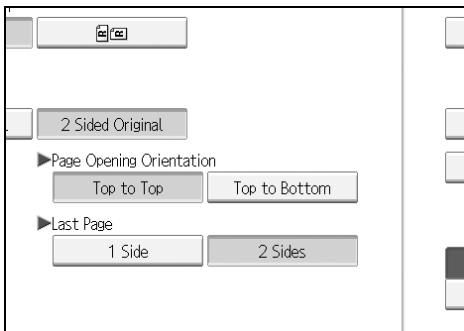 2 Sided Original
▶Page Opening Orientation
Top to Top Top to Bottom
▶Last Page
1 Side 2 Sides